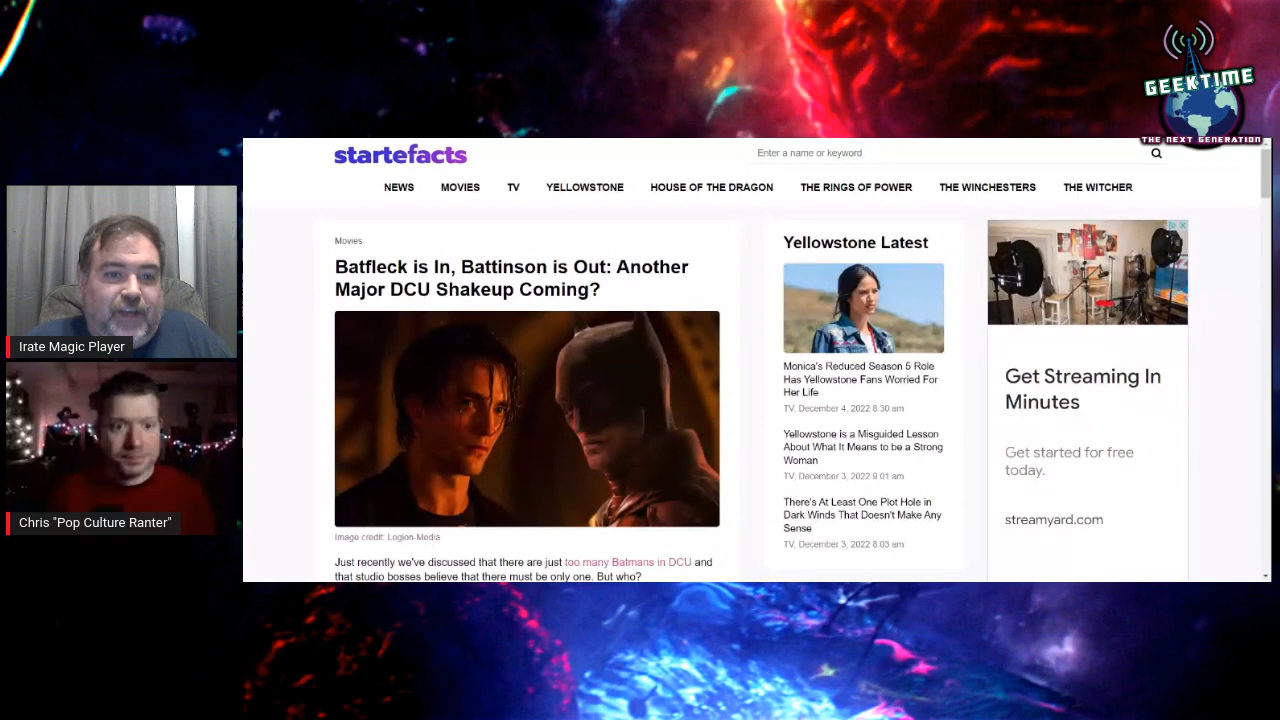 GEEKTIME
THE NEXT GENERATION
startefacts
Enter a name or keyword
NEWS MOVIES TV YELLOWSTONE HOUSE OF THE DRAGON THE RINGS OF POWER THE WINCHESTERS THE WITCHER
Movies
Batfleck is In, Battinson is Out: Another
Major DCU Shakeup Coming?
Image credit: Legion-Media
Just recently we've discussed that there are just too many Batmans in DCU and
that studio bosses believe that there must be only one. But who?
Yellowstone Latest
Monica's Reduced Season 5 Role
Has Yellowstone Fans Worried For
Her Life
TV, December 4, 2022 8:30 am
Yellowstone is a Misguided Lesson
About What It Means to be a Strong
Woman
TV, December 3, 2022 9:01 am
There's At Least One Plot Hole in
Dark Winds That Doesn't Make Any
Sense
TV, December 3, 2022 8:03 am
Get Streaming In
Minutes
Get started for free
today.
streamyard.com
Irate Magic Player
Chris "Pop Culture Ranter"